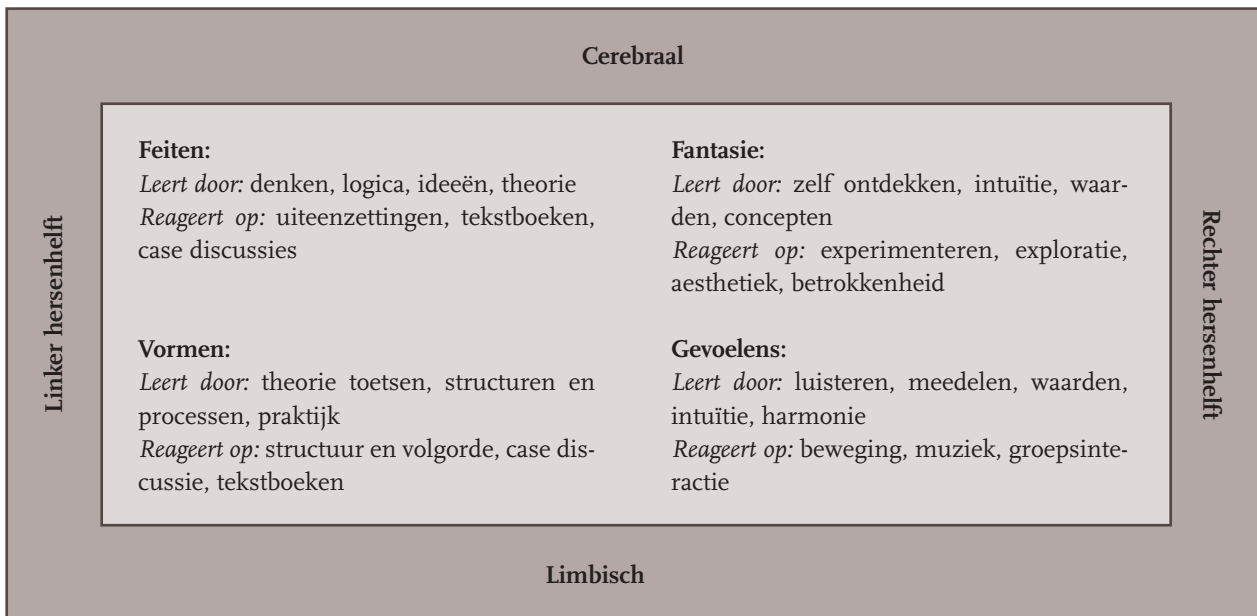 Cerebraal
Linker hersenhelft
Feiten:
Leert door: denken, logica, ideeën, theorie
Reageert op: uiteenzettingen, tekstboeken,
case discussies
Fantasie:
Leert door: zelf ontdekken, intuïtie, waar-
den, concepten
Reageert op: experimenteren, exploratie,
aesthetiek, betrokkenheid
Vormen:
Leert door: theorie toetsen, structuren en
processen, praktijk
Reageert op: structuur en volgorde, case dis-
cussie, tekstboeken
Gevoelens:
Leert door: luisteren, meedelen, waarden,
intuïtie, harmonie
Reageert op: beweging, muziek, groepsinte-
ractie
Rechter hersenhelft
Limbisch